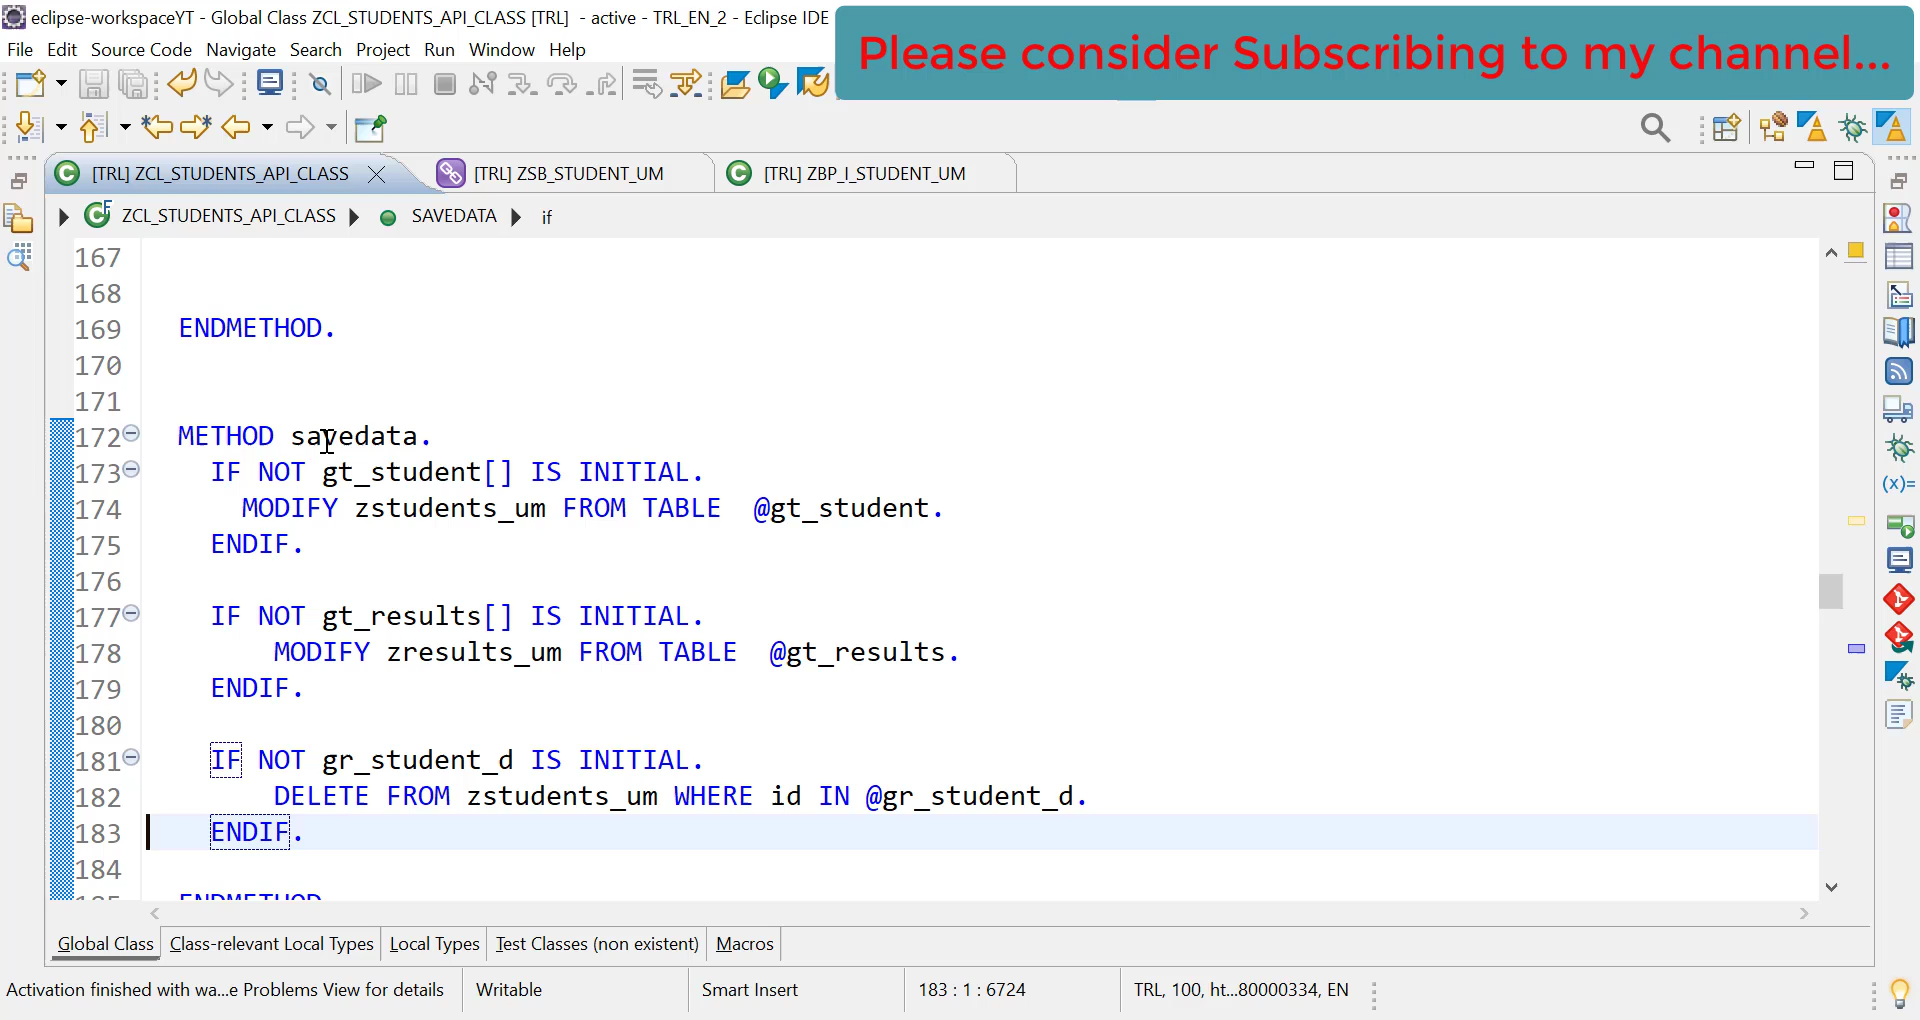 eclipse-workspaceYT - Global Class ZCL_STUDENTS_API_CLASS [TRL]  - active - TRL_EN_2 - Eclipse IDE
Please consider Subscribing to my channel...
File Edit Source Code Navigate Search Project Run Window Help
[TRL] ZCL_STUDENTS_API_CLASS [TRL] ZSB_STUDENT_UM [TRL] ZBP_I_STUDENT_UM
ZCL_STUDENTS_API_CLASS SAVEDATA if
167
168
169 ENDMETHOD.
170
171
172 METHOD savedata.
173 IF NOT gt_student[] IS INITIAL.
174 MODIFY zstudents_um FROM TABLE  @gt_student.
175 ENDIF.
176
177 IF NOT gt_results[] IS INITIAL.
178 MODIFY zresults_um FROM TABLE  @gt_results.
179 ENDIF.
180
181 IF NOT gr_student_d IS INITIAL.
182 DELETE FROM zstudents_um WHERE id IN @gr_student_d.
183 ENDIF.
184
Global Class Class-relevant Local Types Local Types Test Classes (non existent) Macros
Activation finished with wa...e Problems View for details Writable Smart Insert 183 : 1 : 6724 TRL, 100, ht...80000334, EN